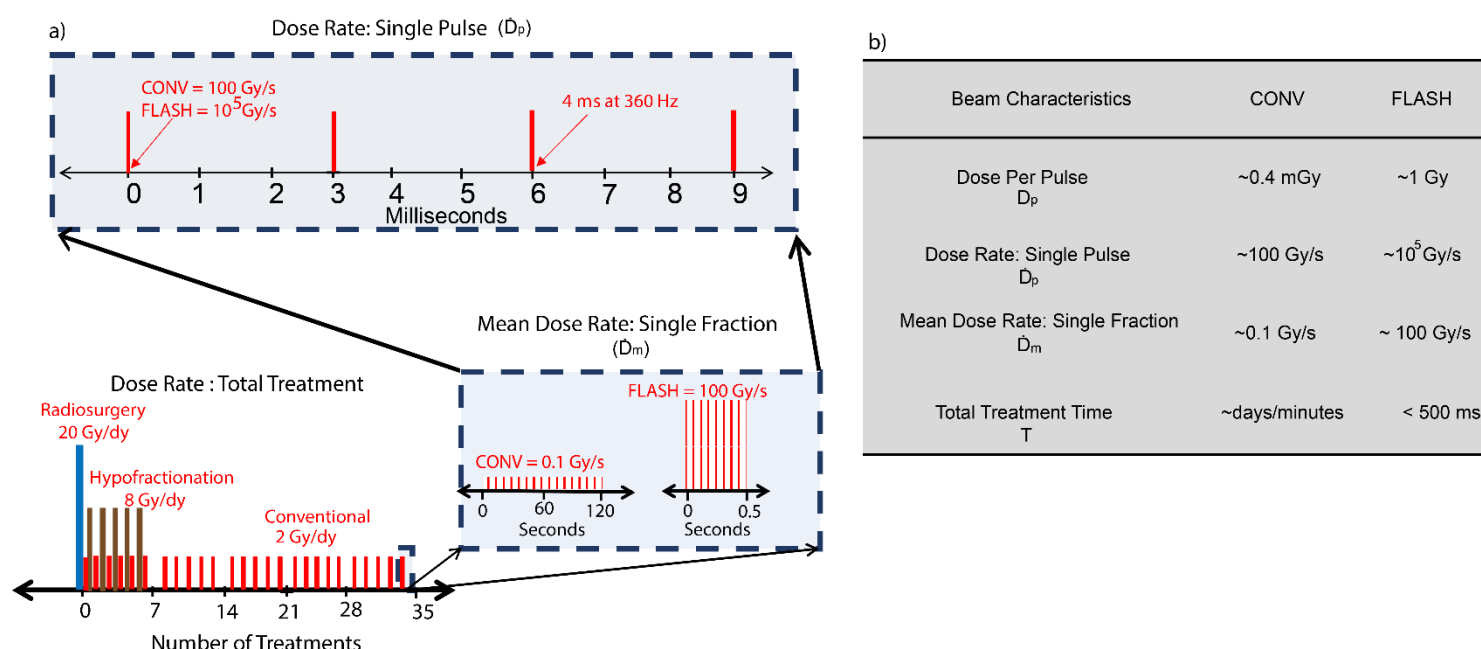 a)
Dose Rate: Single Pulse (Ḋp)
CONV = 100 Gy/s
FLASH = 10⁵Gy/s
4 ms at 360 Hz
0 1 2 3 4 5 6 7 8 9
Milliseconds
Mean Dose Rate: Single Fraction
(Ḋm)
FLASH = 100 Gy/s
CONV = 0.1 Gy/s
0 60 120
Seconds
0 0.5
Seconds
Dose Rate : Total Treatment
Radiosurgery
20 Gy/dy
Hypofractionation
8 Gy/dy
Conventional
2 Gy/dy
0 7 14 21 28 35
Number of Treatments
b)
Beam Characteristics CONV FLASH
Dose Per Pulse ~0.4 mGy ~1 Gy
Dp
Dose Rate: Single Pulse ~100 Gy/s ~10⁵Gy/s
Ḋp
Mean Dose Rate: Single Fraction ~0.1 Gy/s ~ 100 Gy/s
Ḋm
Total Treatment Time ~days/minutes < 500 ms
T